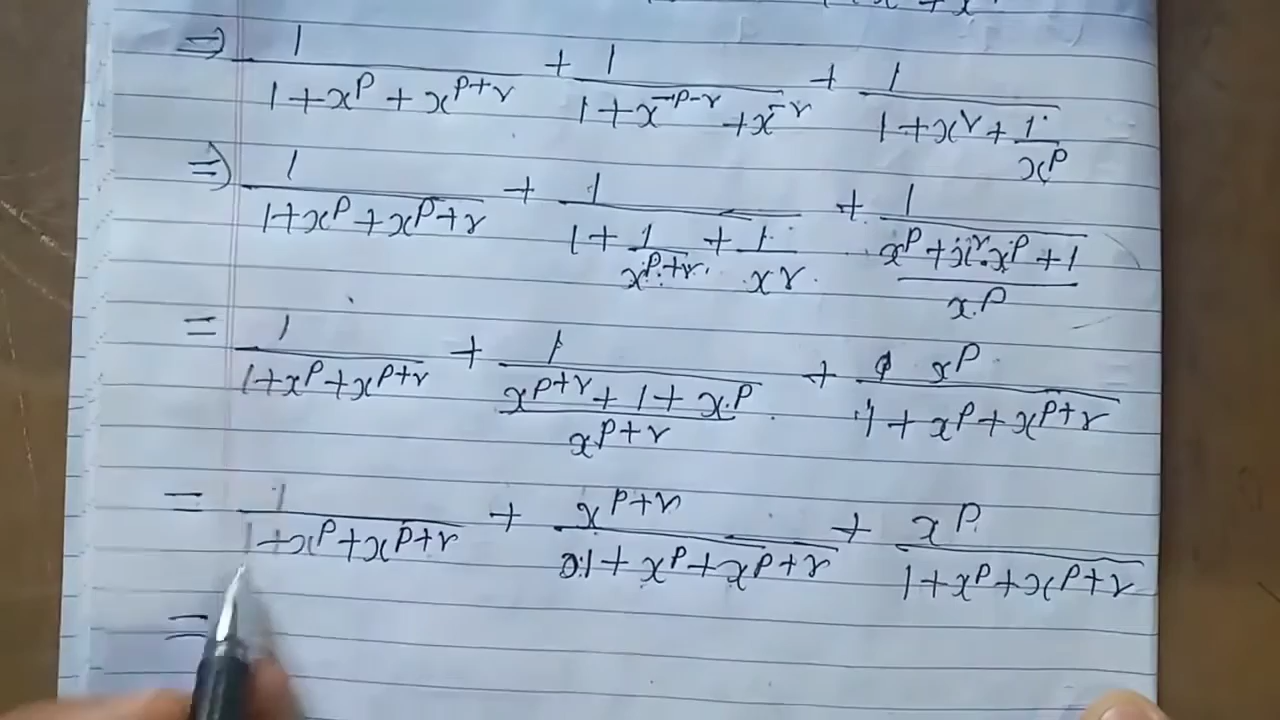 ⇒ 1/(1+x^p + x^(p+r)) + 1/(1+x^(-p-r) + x^(-r)) + 1/(1+x^r + 1/x^p)
⇒ 1/(1+x^p + x^(p+r)) + 1/(1 + 1/x^(p+r) + 1/x^r) + 1/((x^p + x^r.x^p + 1)/x^p)
= 1/(1+x^p+x^(p+r)) + 1/((x^(p+r) + 1 + x^p)/x^(p+r)) + x^p/(1 + x^p + x^(p+r))
= 1/(1+x^p+x^(p+r)) + x^(p+r)/(1 + x^p + x^(p+r)) + x^p/(1+x^p+x^(p+r))
=